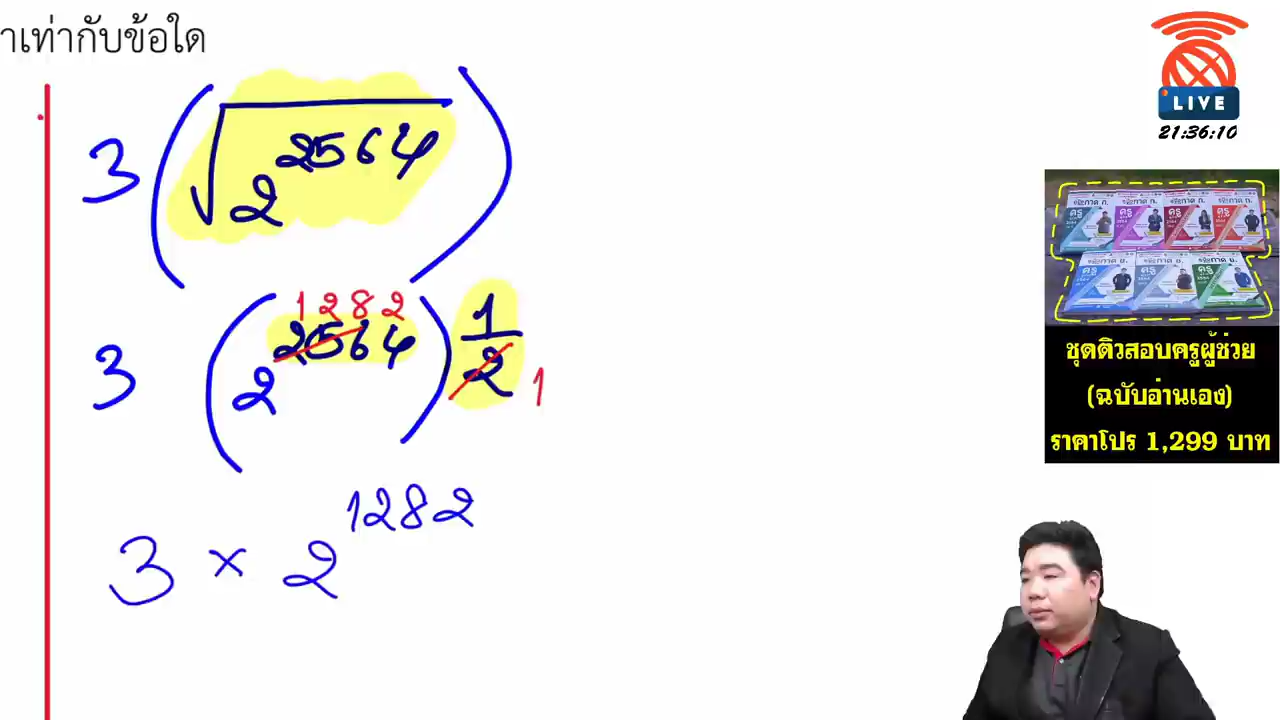 าเท่ากับข้อใด
3(√2^2564)
3 (2^2564)^1/2
1282
1
3 × 2^1282
LIVE
21:36:10
ชุดติวสอบครูผู้ช่วย
(ฉบับอ่านเอง)
ราคาโปร 1,299 บาท